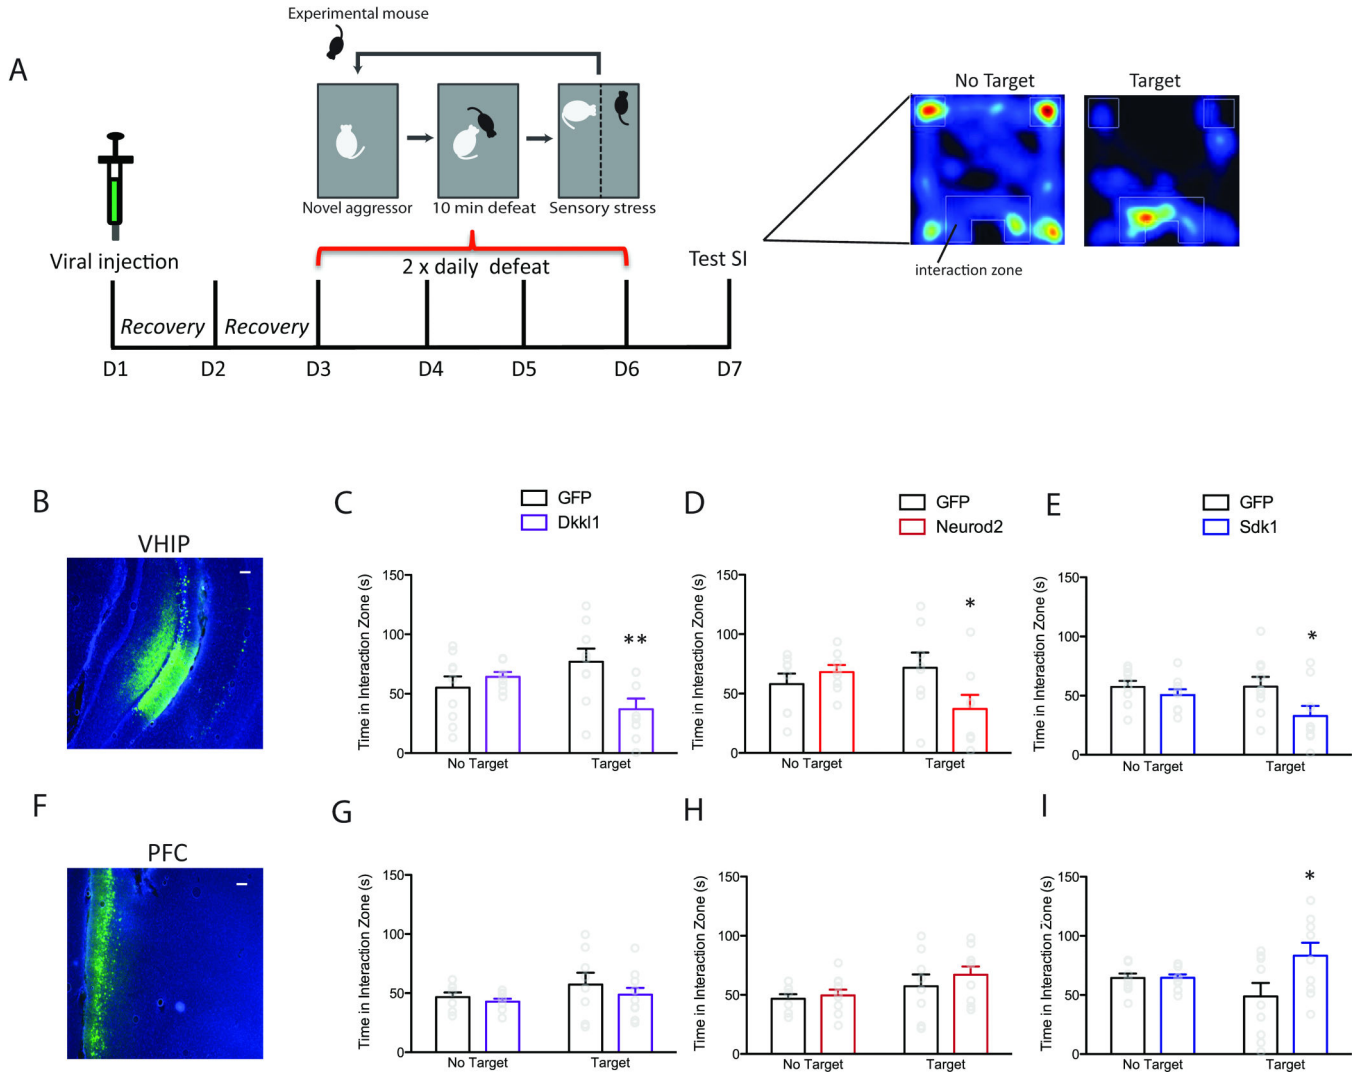 A
Experimental mouse
No Target
Target
Novel aggressor
10 min defeat
Sensory stress
interaction zone
Viral injection
2 x daily defeat
Test SI
Recovery
Recovery
D1
D2
D3
D4
D5
D6
D7
B
VHIP
C
GFP
Dkkl1
Time in Interaction Zone (s)
150
100
50
0
**
No Target
Target
D
GFP
Neurod2
Time in Interaction Zone (s)
150
100
50
0
*
No Target
Target
E
GFP
Sdk1
Time in Interaction Zone (s)
150
100
50
0
*
No Target
Target
F
PFC
G
Time in Interaction Zone (s)
150
100
50
0
No Target
Target
H
Time in Interaction Zone (s)
150
100
50
0
No Target
Target
I
Time in Interaction Zone (s)
150
100
50
0
*
No Target
Target